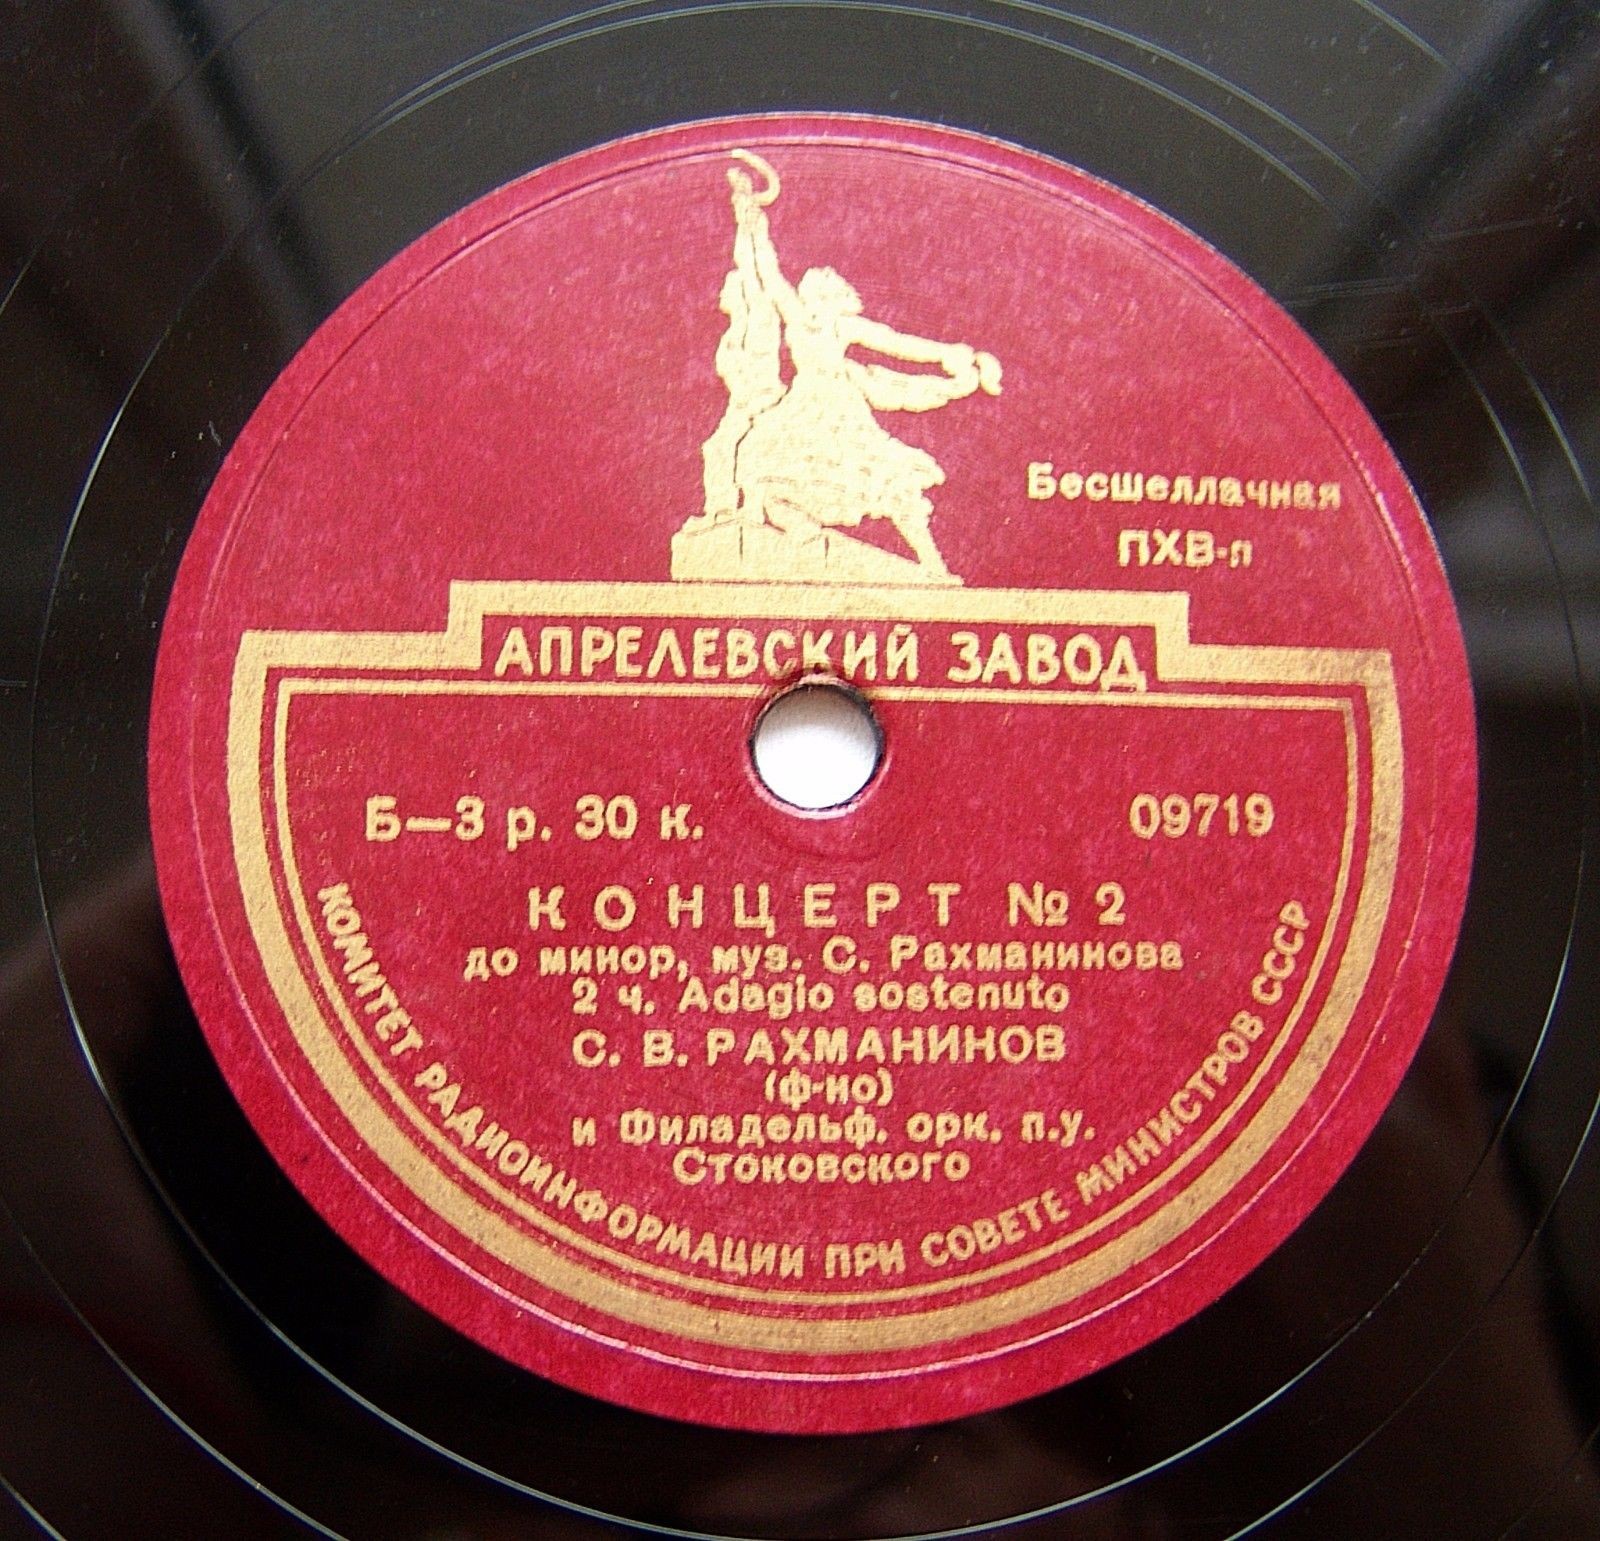 Бесшеллачная
ПХВ-п
АПРЕЛЕВСКИЙ ЗАВОД
Б—3 р. 30 к.
09719
КОНЦЕРТ № 2
до минор, муз. С. Рахманинова
2 ч. Adagio sostenuto
С. В. РАХМАНИНОВ
(ф-но)
и Филадельф. орк. п.у.
Стоковского
КОМИТЕТ РАДИОИНФОРМАЦИИ ПРИ СОВЕТЕ МИНИСТРОВ СССР